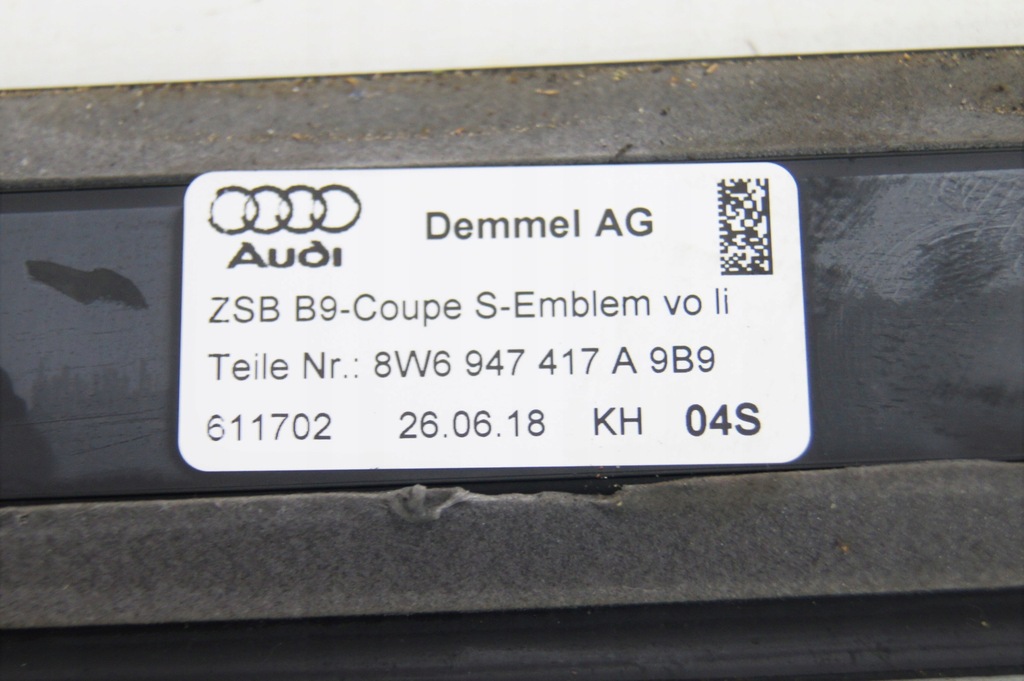 Audi
Demmel AG
ZSB B9-Coupe S-Emblem vo li
Teile Nr.: 8W6 947 417 A 9B9
611702 26.06.18 KH 04S